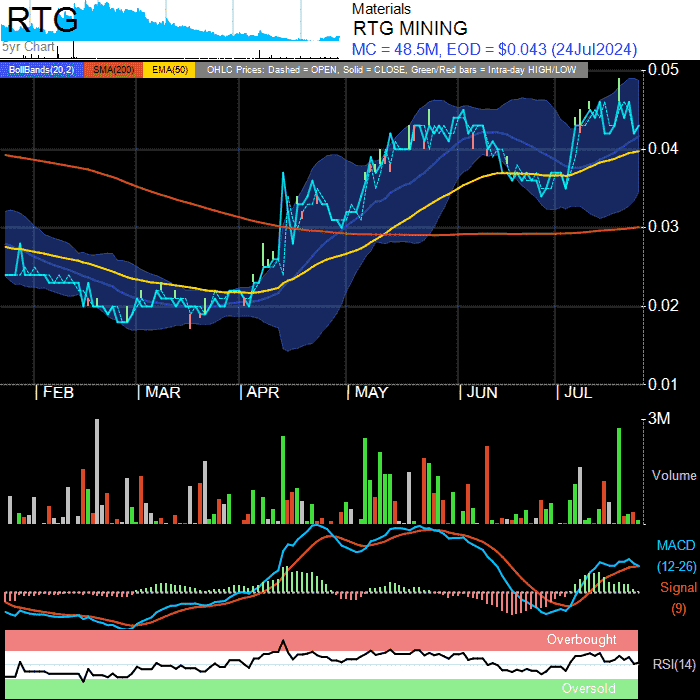 RTG
5yr Chart
Materials
RTG MINING
MC = 48.5M, EOD = $0.043 (24Jul2024)
BollBands(20,2) SMA(200) EMA(50) OHLC Prices: Dashed = OPEN, Solid = CLOSE, Green/Red bars = Intra-day HIGH/LOW
0.05
0.04
0.03
0.02
0.01
FEB MAR APR MAY JUN JUL
3M
Volume
MACD
(12-26)
Signal
(9)
Overbought
RSI(14)
Oversold